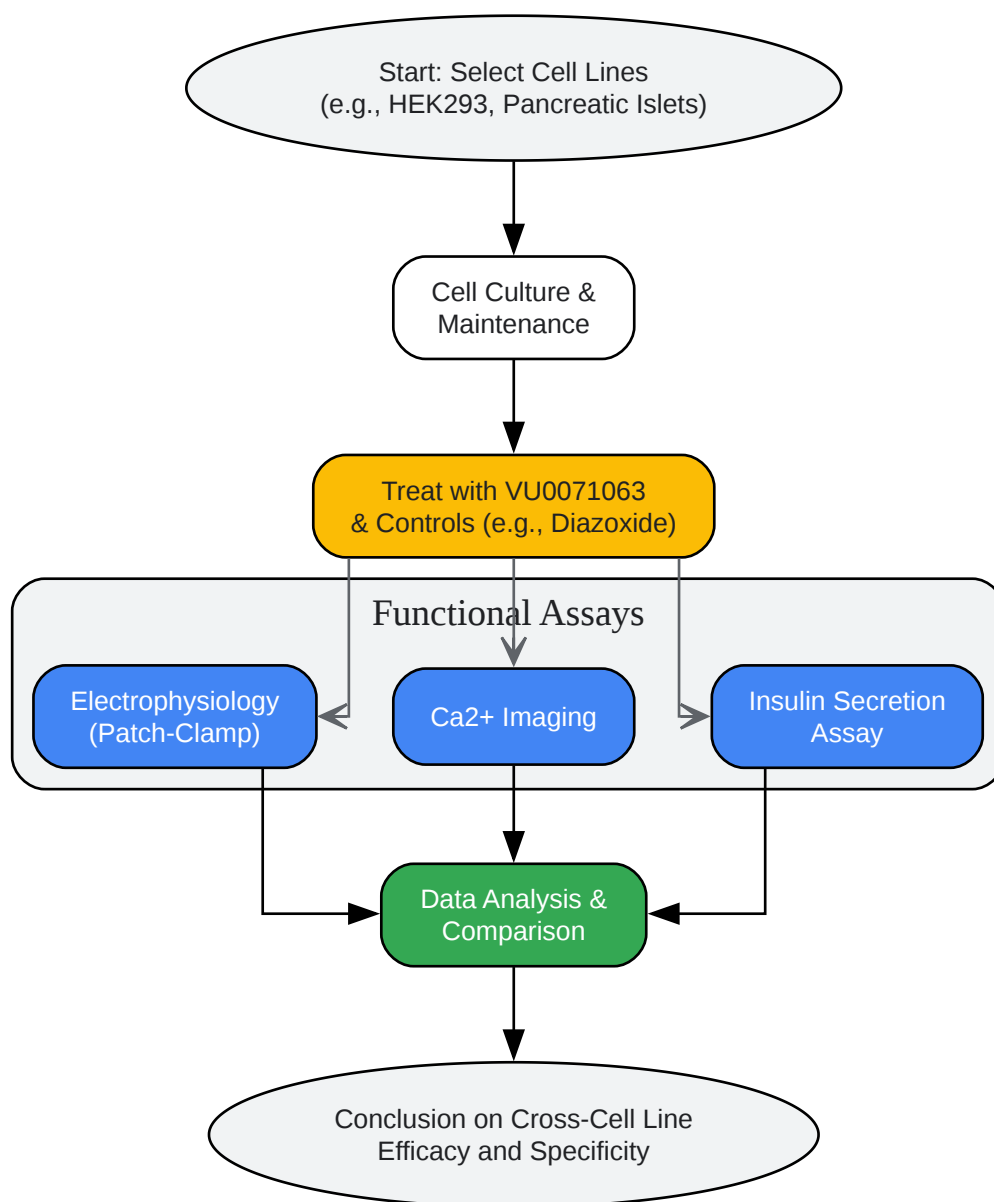 Start: Select Cell Lines
(e.g., HEK293, Pancreatic Islets)
Cell Culture &
Maintenance
Treat with VU0071063
& Controls (e.g., Diazoxide)
Functional Assays
Electrophysiology
(Patch-Clamp)
Ca2+ Imaging
Insulin Secretion
Assay
Data Analysis &
Comparison
Conclusion on Cross-Cell Line
Efficacy and Specificity